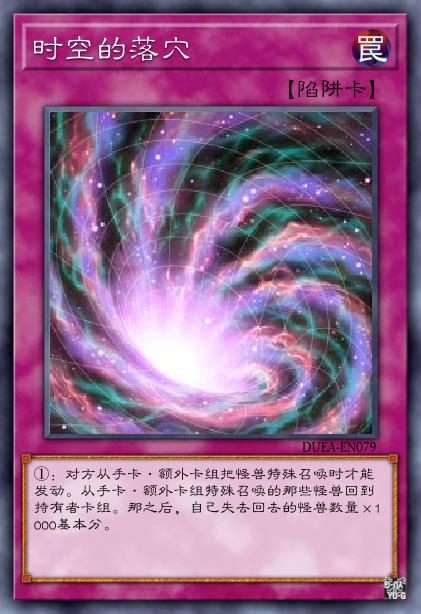 时空的落穴
罠
【陷阱卡】
DUEA-EN079
①：对方从手卡·额外卡组把怪兽特殊召唤时才能
发动。从手卡·额外卡组特殊召唤的那些怪兽回到
持有者卡组。那之后，自己失去回去的怪兽数量×1
000基本分。